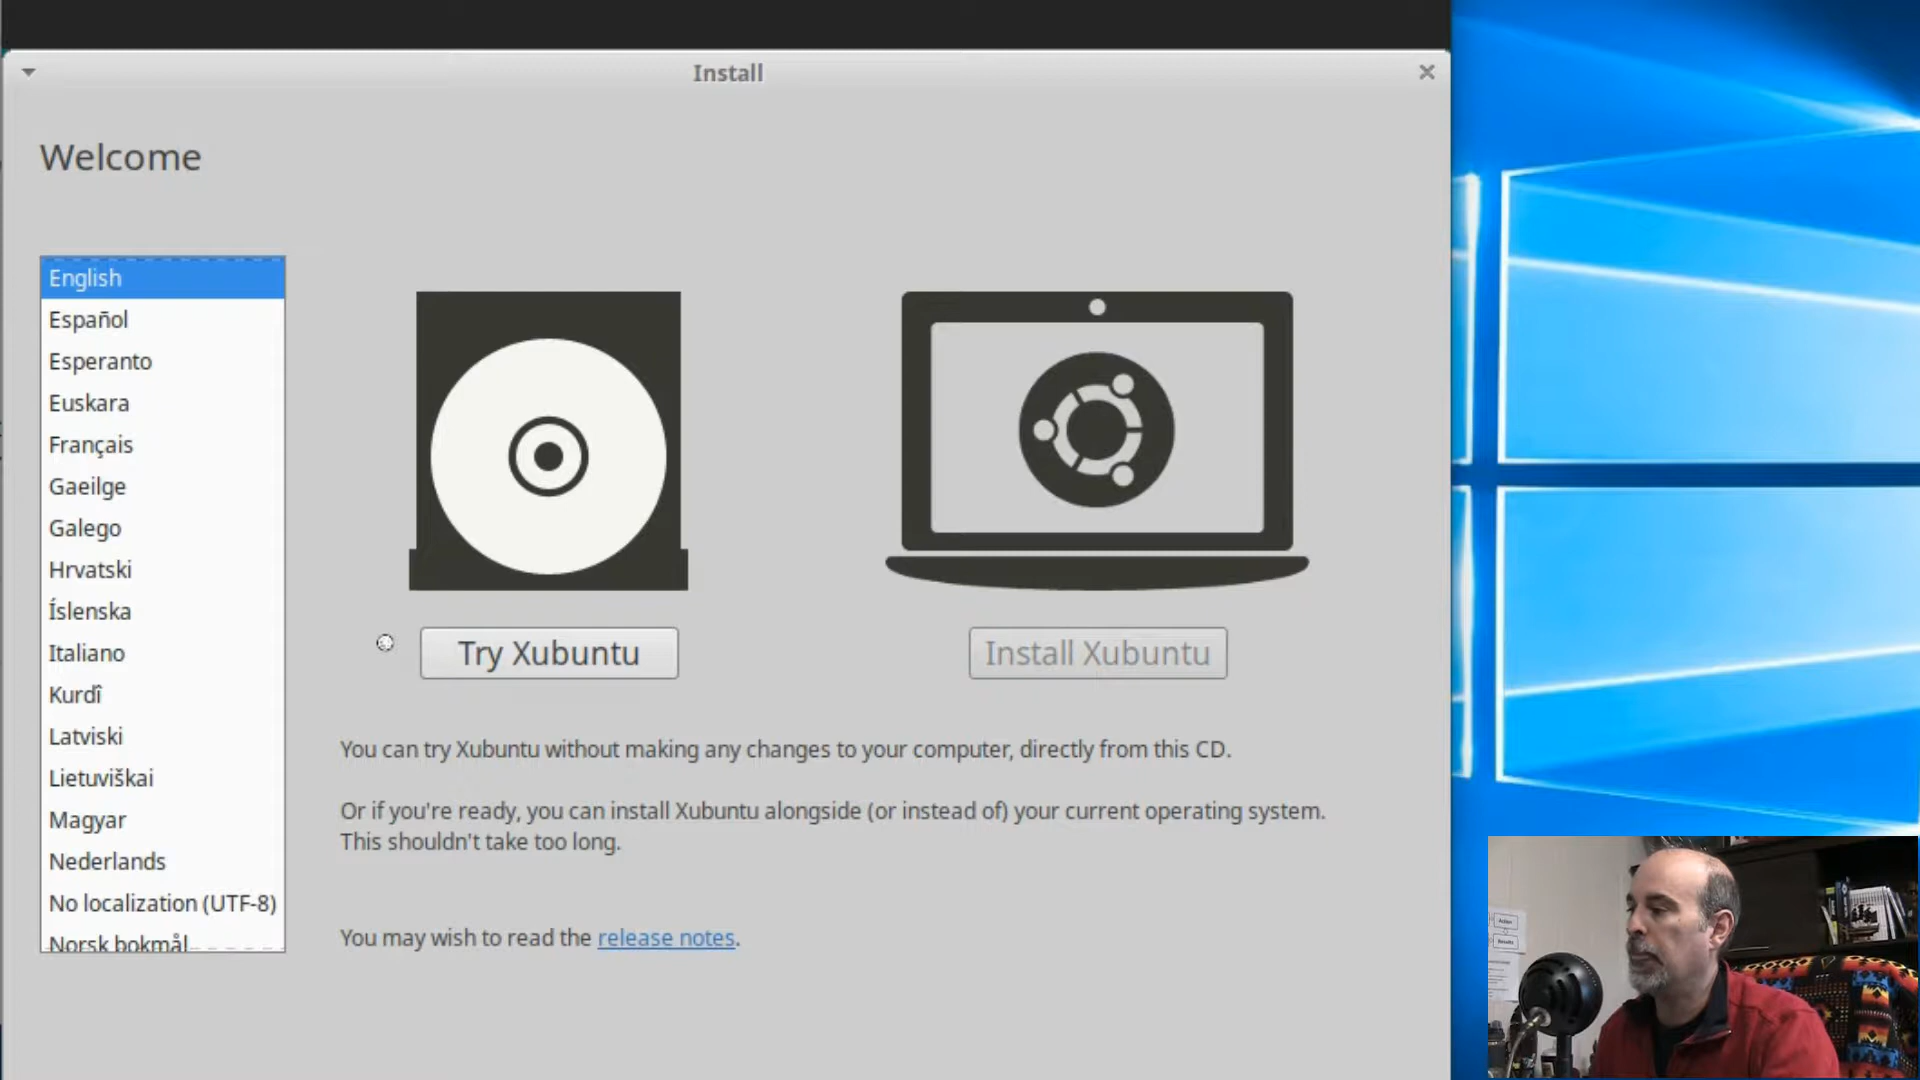 Install
Welcome
English
Español
Esperanto
Euskara
Français
Gaeilge
Galego
Hrvatski
Íslenska
Italiano
Kurdî
Latviski
Lietuviškai
Magyar
Nederlands
No localization (UTF-8)
Norsk bokmål
Try Xubuntu
Install Xubuntu
You can try Xubuntu without making any changes to your computer, directly from this CD.
Or if you're ready, you can install Xubuntu alongside (or instead of) your current operating system.
This shouldn't take too long.
You may wish to read the release notes.